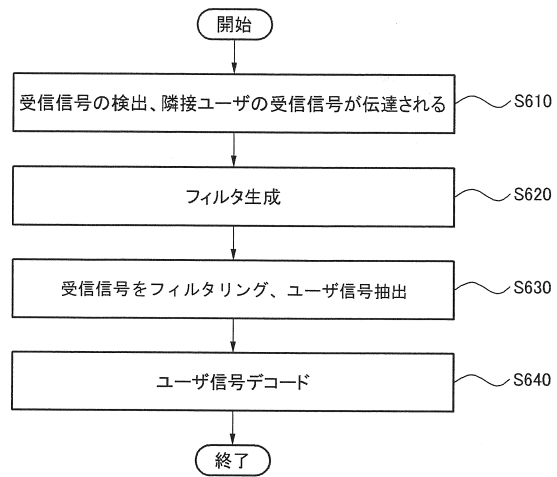 開始
受信信号の検出、隣接ユーザの受信信号が伝達される
S610
フィルタ生成
S620
受信信号をフィルタリング、ユーザ信号抽出
S630
ユーザ信号デコード
S640
終了